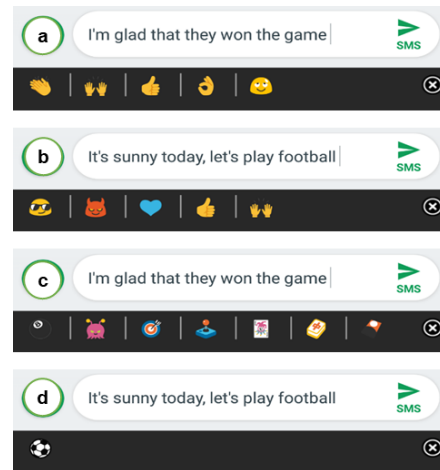 a I'm glad that they won the game SMS
b It's sunny today, let's play football SMS
c I'm glad that they won the game SMS
d It's sunny today, let's play football SMS